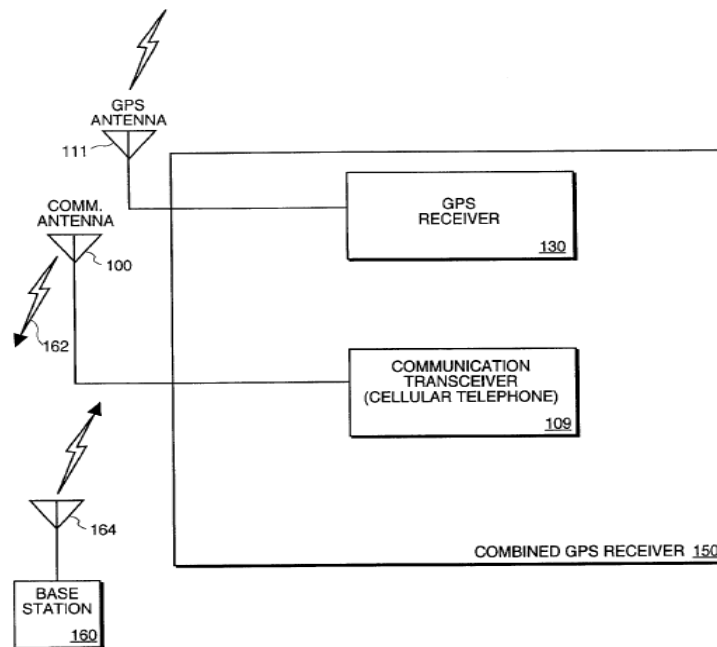 GPS
ANTENNA
111
COMM.
ANTENNA
100
162
GPS
RECEIVER
130
COMMUNICATION
TRANSCEIVER
(CELLULAR TELEPHONE)
109
164
COMBINED GPS RECEIVER 150
BASE
STATION
160